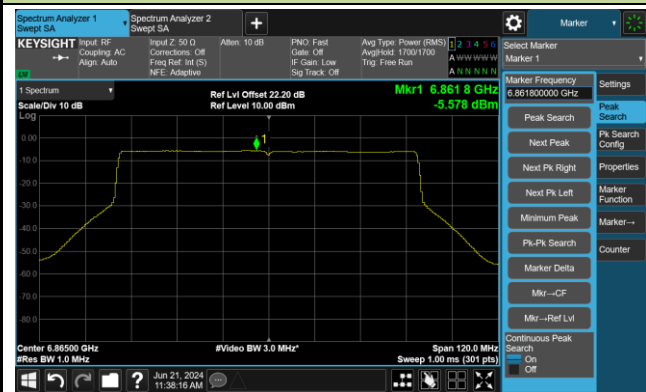 Spectrum Analyzer 1
Swept SA
Spectrum Analyzer 2
Swept SA
Marker
KEYSIGHT
Input: RF
Coupling: AC
Align: Auto
Input Z: 50 Ω
Corrections: Off
Freq Ref: Int (S)
NFE: Adaptive
Atten: 10 dB
PNO: Fast
Gate: Off
IF Gain: Low
Sig Track: Off
Avg Type: Power (RMS)
Avg|Hold: 1700/1700
Trig: Free Run
1 2 3 4 5 6
A W W W W W
A N N N N N
Select Marker
Marker 1
1 Spectrum
Scale/Div 10 dB
Log
Ref Lvl Offset 22.20 dB
Ref Level 10.00 dBm
Mkr1 6.861 8 GHz
-5.578 dBm
1
0.00
-10.0
-20.0
-30.0
-40.0
-50.0
-60.0
-70.0
-80.0
Center 6.86500 GHz
#Res BW 1.0 MHz
#Video BW 3.0 MHz*
Span 120.0 MHz
Sweep 1.00 ms (301 pts)
Marker Frequency
6.861800000 GHz
Peak Search
Next Peak
Next Pk Right
Next Pk Left
Minimum Peak
Pk-Pk Search
Marker Delta
Mkr→CF
Mkr→Ref Lvl
Continuous Peak
Search
On
Off
Settings
Peak
Search
Pk Search
Config
Properties
Marker
Function
Marker→
Counter
?
Jun 21, 2024
11:38:16 AM